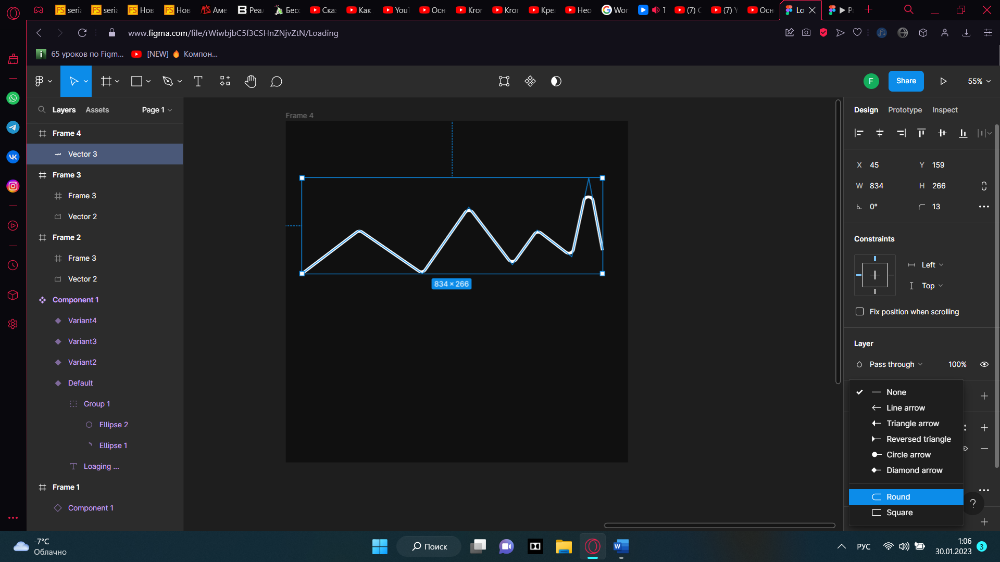 seria
seria
Нов
Нов
Аме
Реа
Бесс
Ска
Как
YouT
Осн
Kror
Kror
Кре
Нео
Wor
1
(7) C
(7) Y
Осн
Lo
www.figma.com/file/rWiwbjbC5f3CSHnZNjvZtN/Loading
65 уроков по Figm...
[NEW] 🔥 Компон...
F
Share
55%
Layers
Assets
Page 1
Frame 4
Vector 3
Frame 3
Frame 3
Vector 2
Frame 2
Frame 3
Vector 2
Component 1
Variant4
Variant3
Variant2
Default
Group 1
Ellipse 2
Ellipse 1
Loaging ...
Frame 1
Component 1
Frame 4
834 × 266
Design
Prototype
Inspect
X 45
Y 159
W 834
H 266
0°
13
Constraints
Left
Top
Fix position when scrolling
Layer
Pass through
100%
None
Line arrow
Triangle arrow
Reversed triangle
Circle arrow
Diamond arrow
Round
Square
?
-7°C
Облачно
Поиск
РУС
1:06
30.01.2023
3